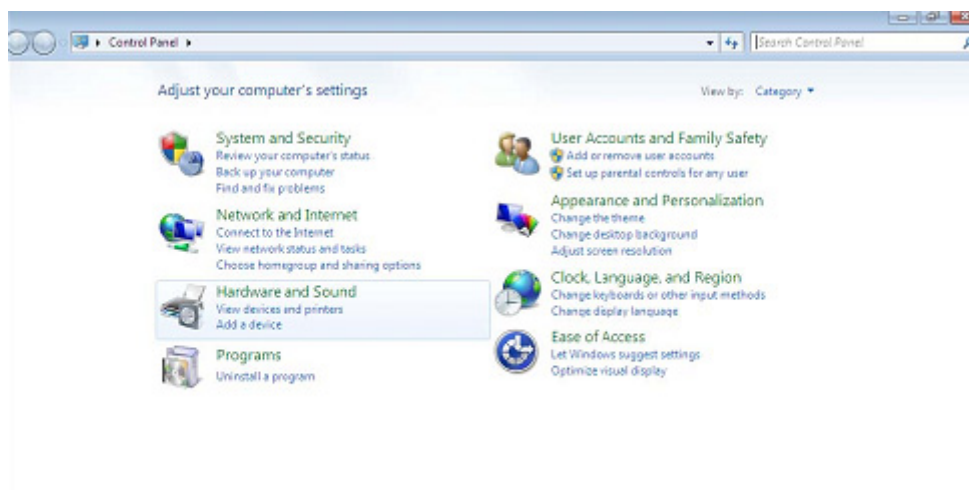 Control Panel
Search Control Panel
Adjust your computer's settings
View by: Category
System and Security
Review your computer's status
Back up your computer
Find and fix problems
Network and Internet
Connect to the Internet
View network status and tasks
Choose homegroup and sharing options
Hardware and Sound
View devices and printers
Add a device
Programs
Uninstall a program
User Accounts and Family Safety
Add or remove user accounts
Set up parental controls for any user
Appearance and Personalization
Change the theme
Change desktop background
Adjust screen resolution
Clock, Language, and Region
Change keyboards or other input methods
Change display language
Ease of Access
Let Windows suggest settings
Optimize visual display